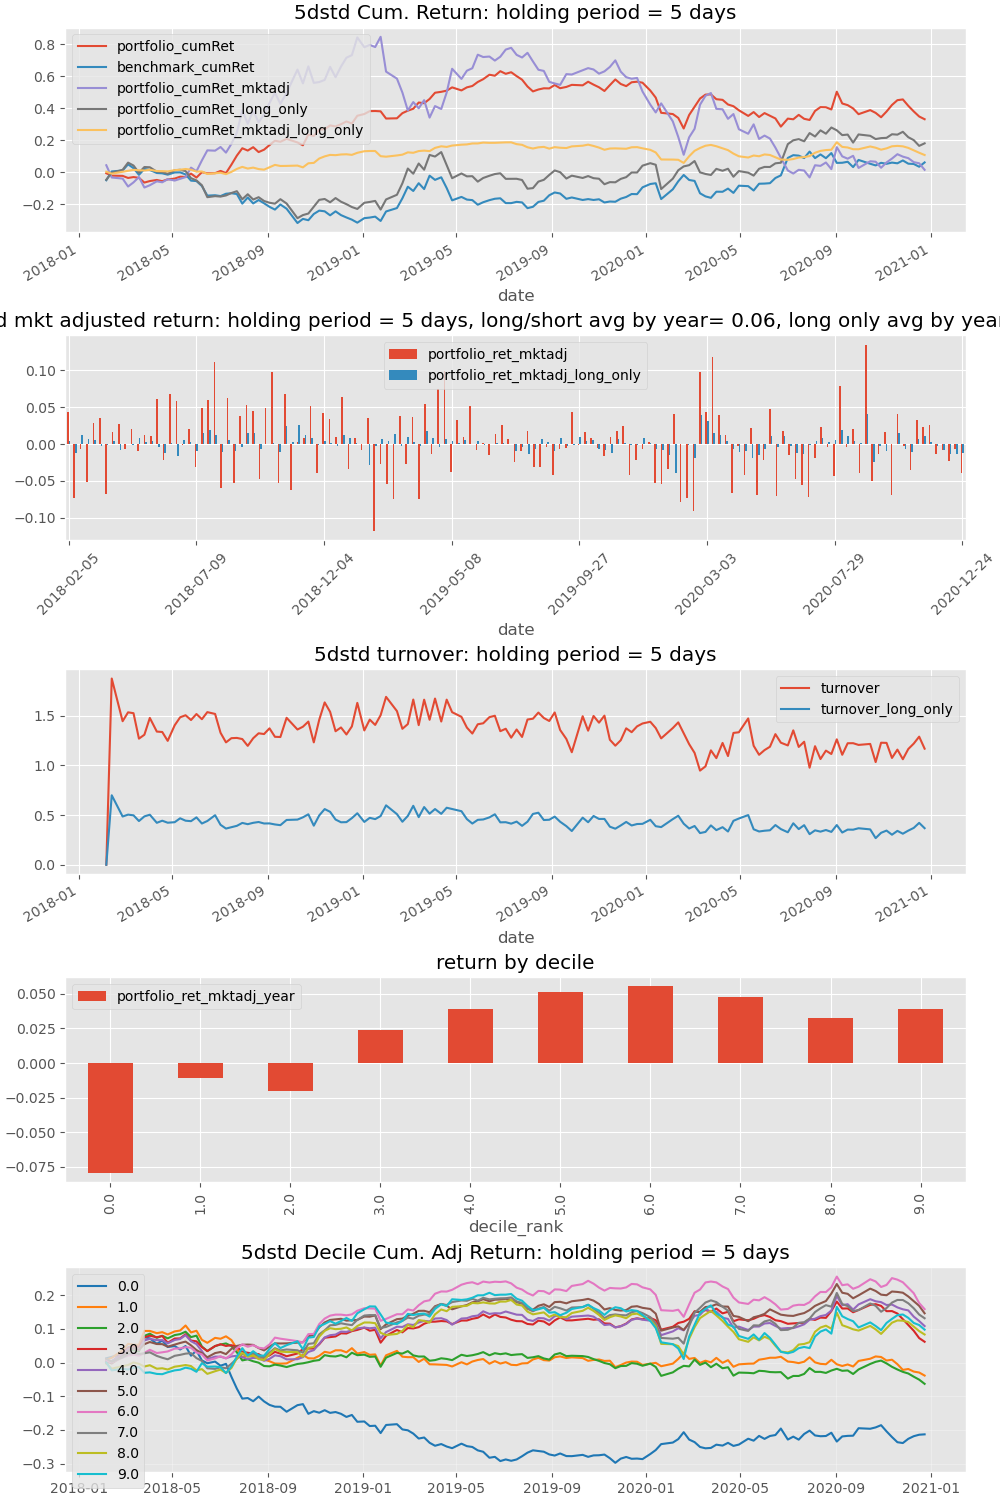 5dstd Cum. Return: holding period = 5 days
portfolio_cumRet
benchmark_cumRet
portfolio_cumRet_mktadj
portfolio_cumRet_long_only
portfolio_cumRet_mktadj_long_only
0.8
0.6
0.4
0.2
0.0
−0.2
2018-01 2018-05 2018-09 2019-01 2019-05 2019-09 2020-01 2020-05 2020-09 2021-01
date
d mkt adjusted return: holding period = 5 days, long/short avg by year= 0.06, long only avg by year
portfolio_ret_mktadj
portfolio_ret_mktadj_long_only
0.10
0.05
0.00
−0.05
−0.10
2018-02-05 2018-07-09 2018-12-04 2019-05-08 2019-09-27 2020-03-03 2020-07-29 2020-12-24
date
5dstd turnover: holding period = 5 days
turnover
turnover_long_only
1.5
1.0
0.5
0.0
2018-01 2018-05 2018-09 2019-01 2019-05 2019-09 2020-01 2020-05 2020-09 2021-01
date
return by decile
portfolio_ret_mktadj_year
0.050
0.025
0.000
−0.025
−0.050
−0.075
0.0 1.0 2.0 3.0 4.0 5.0 6.0 7.0 8.0 9.0
decile_rank
5dstd Decile Cum. Adj Return: holding period = 5 days
0.0
1.0
2.0
3.0
4.0
5.0
6.0
7.0
8.0
9.0
0.2
0.1
0.0
−0.1
−0.2
−0.3
2018-01 2018-05 2018-09 2019-01 2019-05 2019-09 2020-01 2020-05 2020-09 2021-01